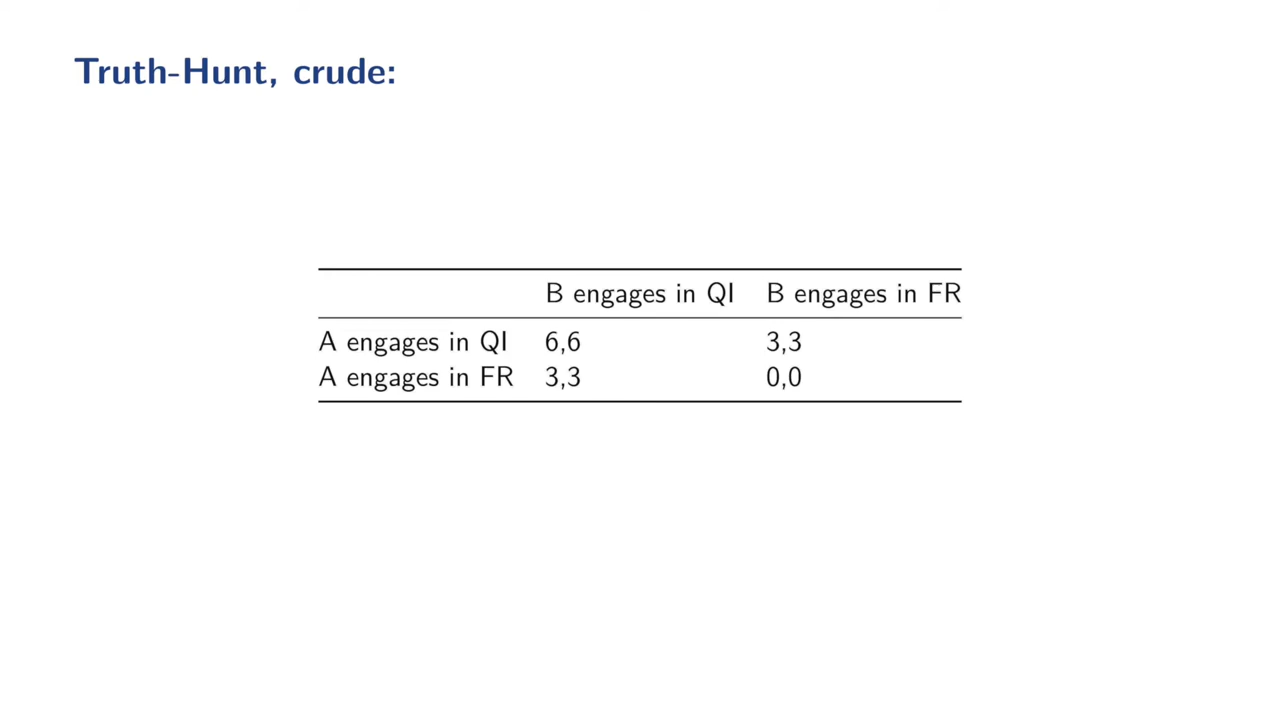 Truth-Hunt, crude:
B engages in QI B engages in FR
A engages in QI 6,6 3,3
A engages in FR 3,3 0,0